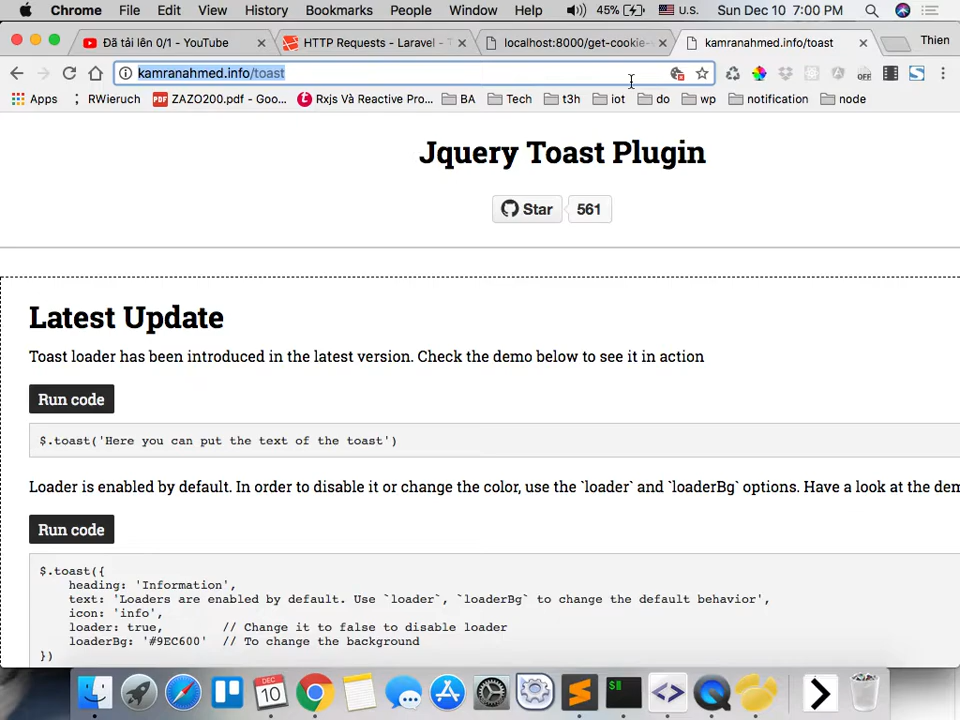 Chrome File Edit View History Bookmarks People Window Help 45% U.S. Sun Dec 10 7:00 PM
Đã tải lên 0/1 - YouTube HTTP Requests - Laravel - T localhost:8000/get-cookie- kamranahmed.info/toast Thien
kamranahmed.info/toast OFF
Apps RWieruch PDF ZAZO200.pdf - Goo... Rxjs Và Reactive Pro... BA Tech t3h iot do wp notification node
Jquery Toast Plugin
Star 561
Latest Update
Toast loader has been introduced in the latest version. Check the demo below to see it in action
Run code
$.toast('Here you can put the text of the toast')
Loader is enabled by default. In order to disable it or change the color, use the `loader` and `loaderBg` options. Have a look at the dem
Run code
$.toast({
heading: 'Information',
text: 'Loaders are enabled by default. Use `loader`, `loaderBg` to change the default behavior',
icon: 'info',
loader: true, // Change it to false to disable loader
loaderBg: '#9EC600' // To change the background
})
DEC
10